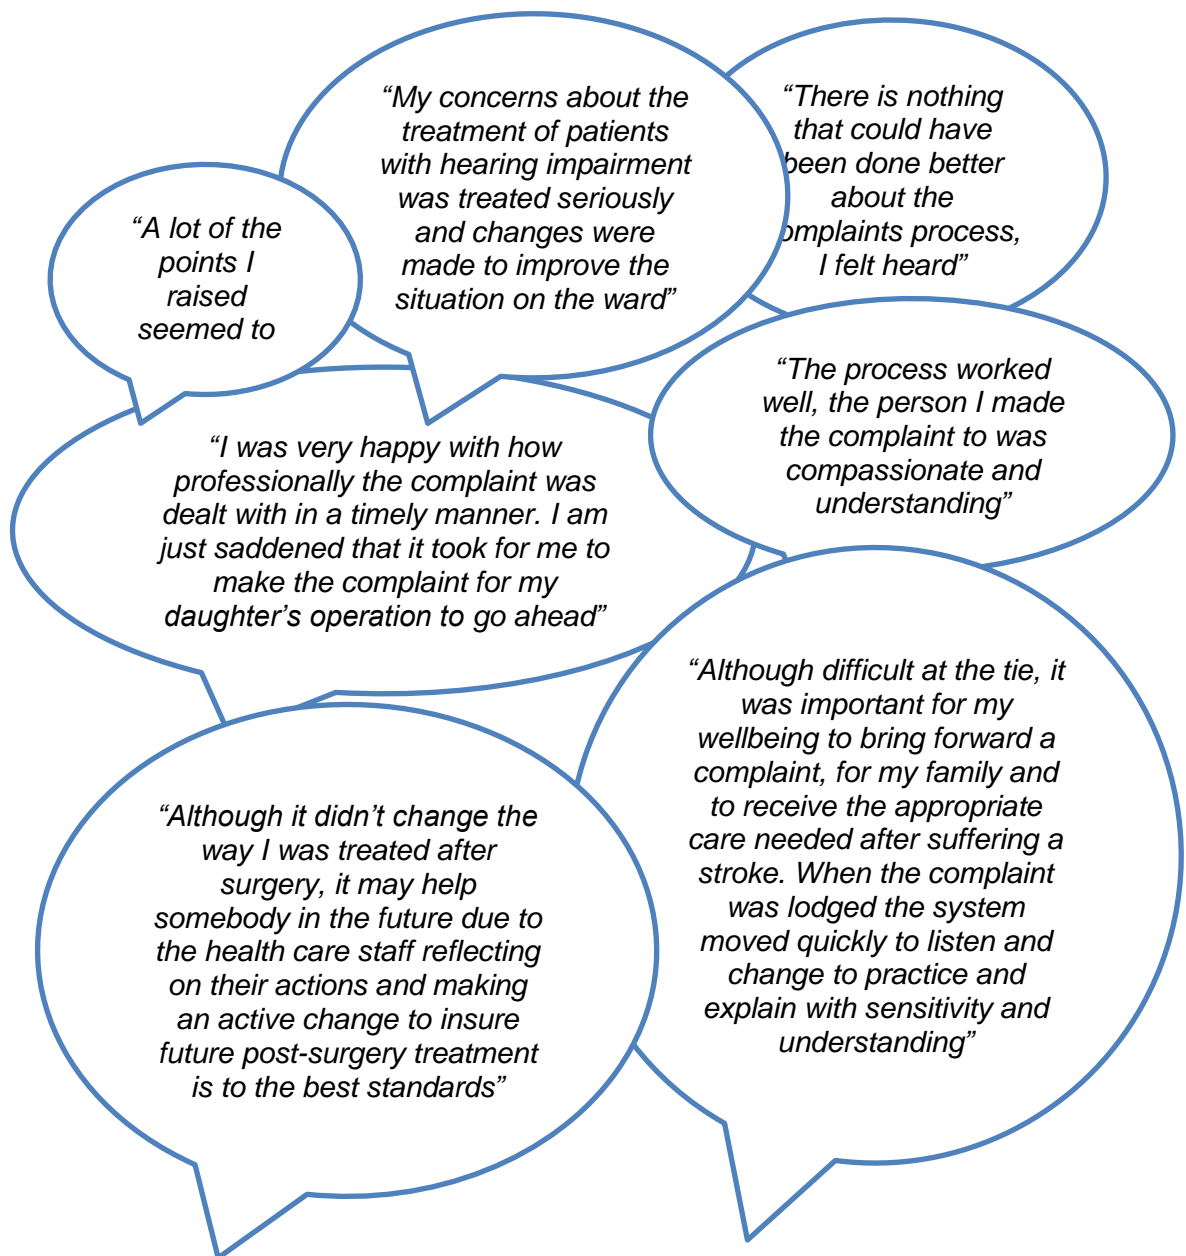 “My concerns about the
treatment of patients
with hearing impairment
was treated seriously
and changes were
made to improve the
situation on the ward”
“There is nothing
that could have
been done better
about the
omplaints process,
I felt heard”
“A lot of the
points I
raised
seemed to
“The process worked
well, the person I made
the complaint to was
compassionate and
understanding”
“I was very happy with how
professionally the complaint was
dealt with in a timely manner. I am
just saddened that it took for me to
make the complaint for my
daughter’s operation to go ahead”
“Although difficult at the tie, it
was important for my
wellbeing to bring forward a
complaint, for my family and
to receive the appropriate
care needed after suffering a
stroke. When the complaint
was lodged the system
moved quickly to listen and
change to practice and
explain with sensitivity and
understanding”
“Although it didn’t change the
way I was treated after
surgery, it may help
somebody in the future due to
the health care staff reflecting
on their actions and making
an active change to insure
future post-surgery treatment
is to the best standards”